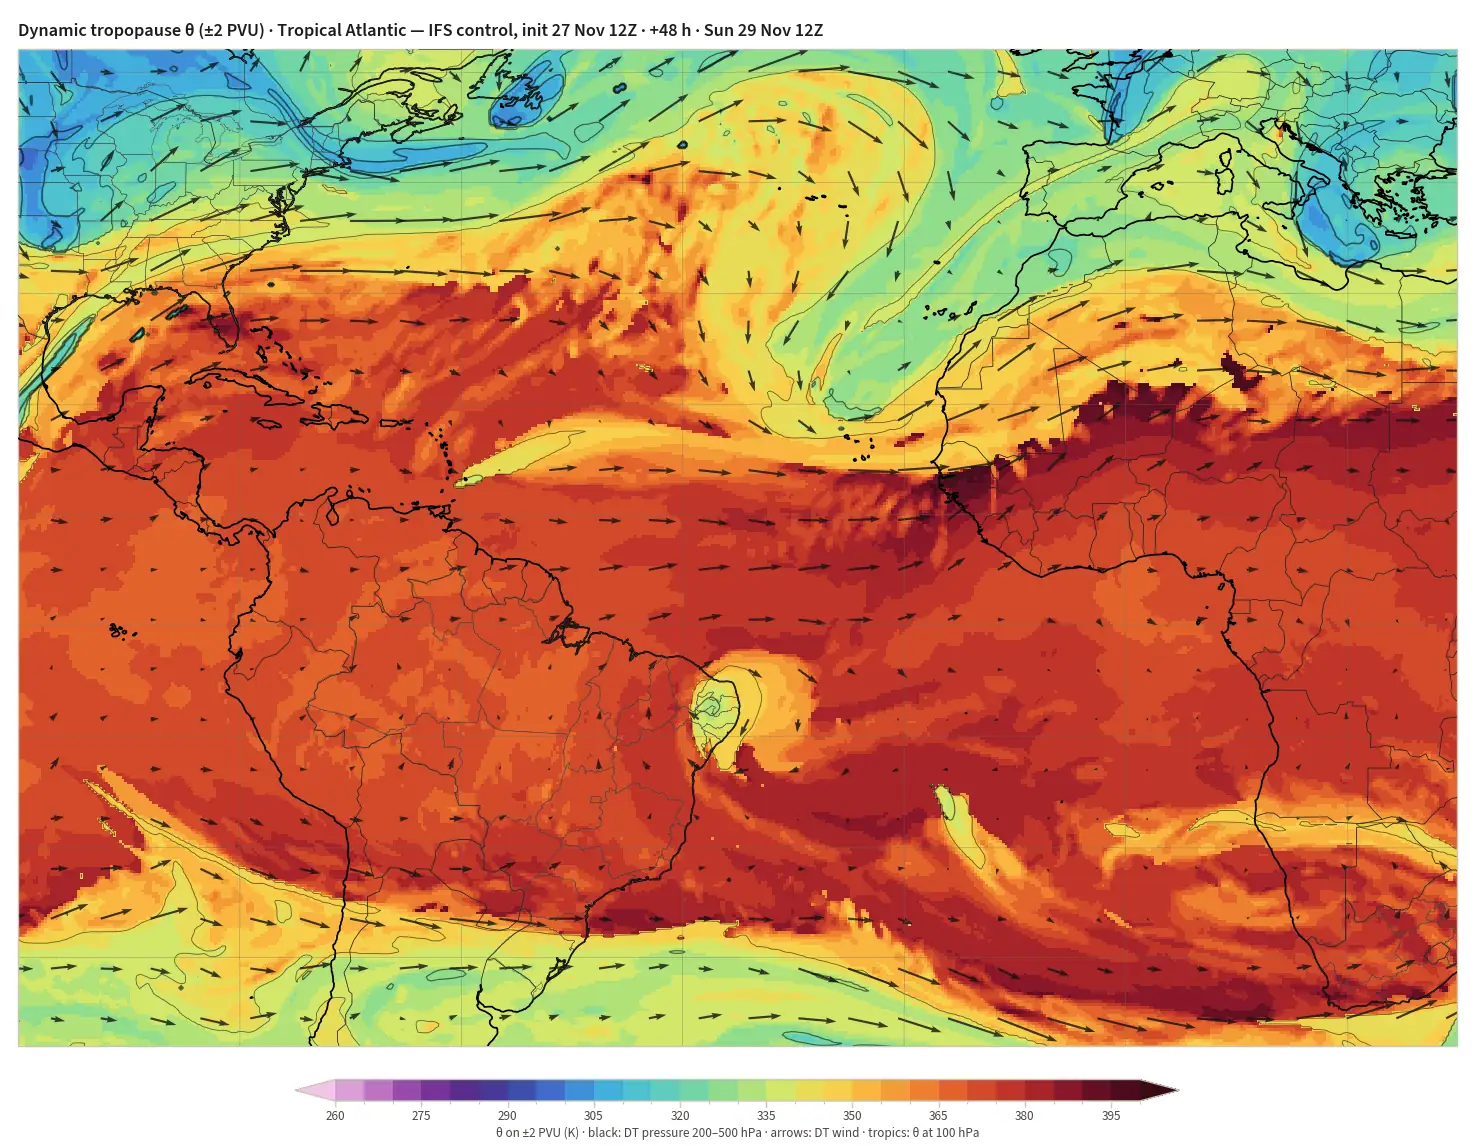 Dynamic tropopause θ (±2 PVU) · Tropical Atlantic — IFS control, init 27 Nov 12Z · +48 h · Sun 29 Nov 12Z
260 275 290 305 320 335 350 365 380 395
θ on ±2 PVU (K) · black: DT pressure 200–500 hPa · arrows: DT wind · tropics: θ at 100 hPa